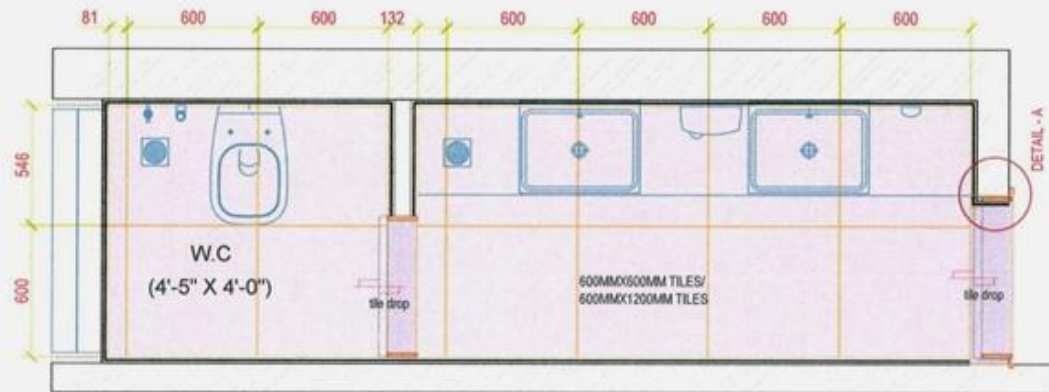 81 600 600 132 600 600 600 600
546
DETAIL - A
W.C
(4'-5" X 4'-0")
600
600MMX600MM TILES/
600MMX1200MM TILES
tile drop
tile drop